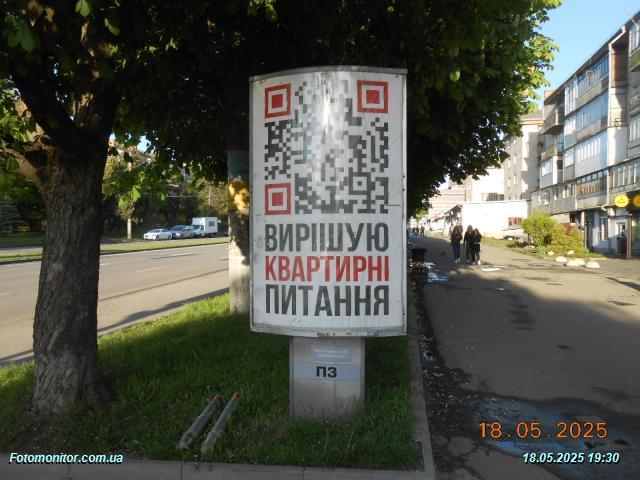 ВИРІШУЮ
КВАРТИРНІ
ПИТАННЯ
ПЗ
18.05.2025
Fotomonitor.com.ua
18.05.2025 19:30